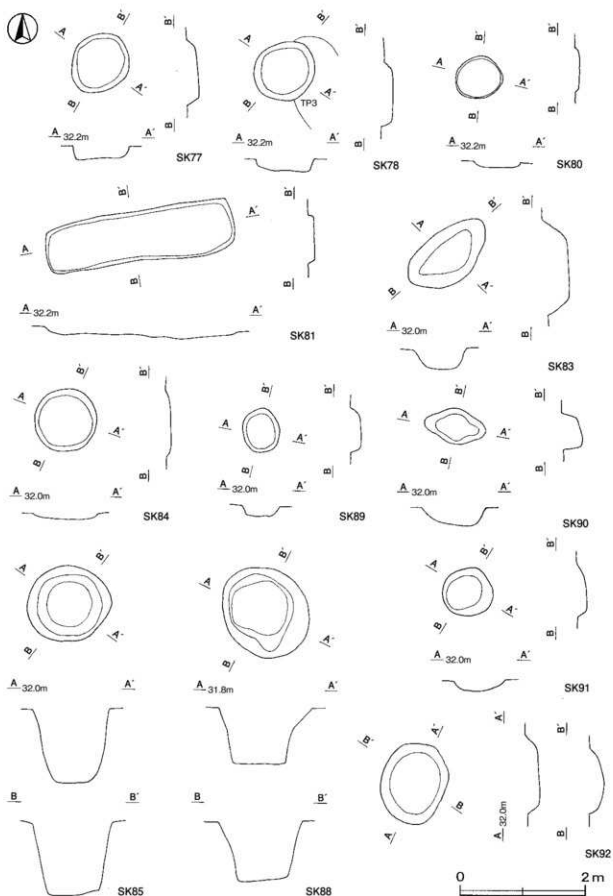 A B´ B´
A´ B B
A 32.2m A´
SK77
A B´ B´
A´ B B
TP3
A 32.2m A´
SK78
A B´ B´
A´ B B
A 32.2m A´
SK80
A B´ B´
A´ B B
A 32.2m A´
SK81
A B´ B´
A´ B B
A 32.0m A´
SK83
A B´ B´
A´ B B
A 32.0m A´
SK84
A B´ B´
A´ B B
A 32.0m A´
SK89
A B´ B´
A´ B B
A 32.0m A´
SK90
A B´
B A´
A 32.0m A´
B B´
SK85
A B´
B A´
A 31.8m A´
B B´
SK88
A B´ B´
A´ B B
A 32.0m A´
SK91
B´ A´ A´ B´
A B A 32.0m B
SK92
0 2 m